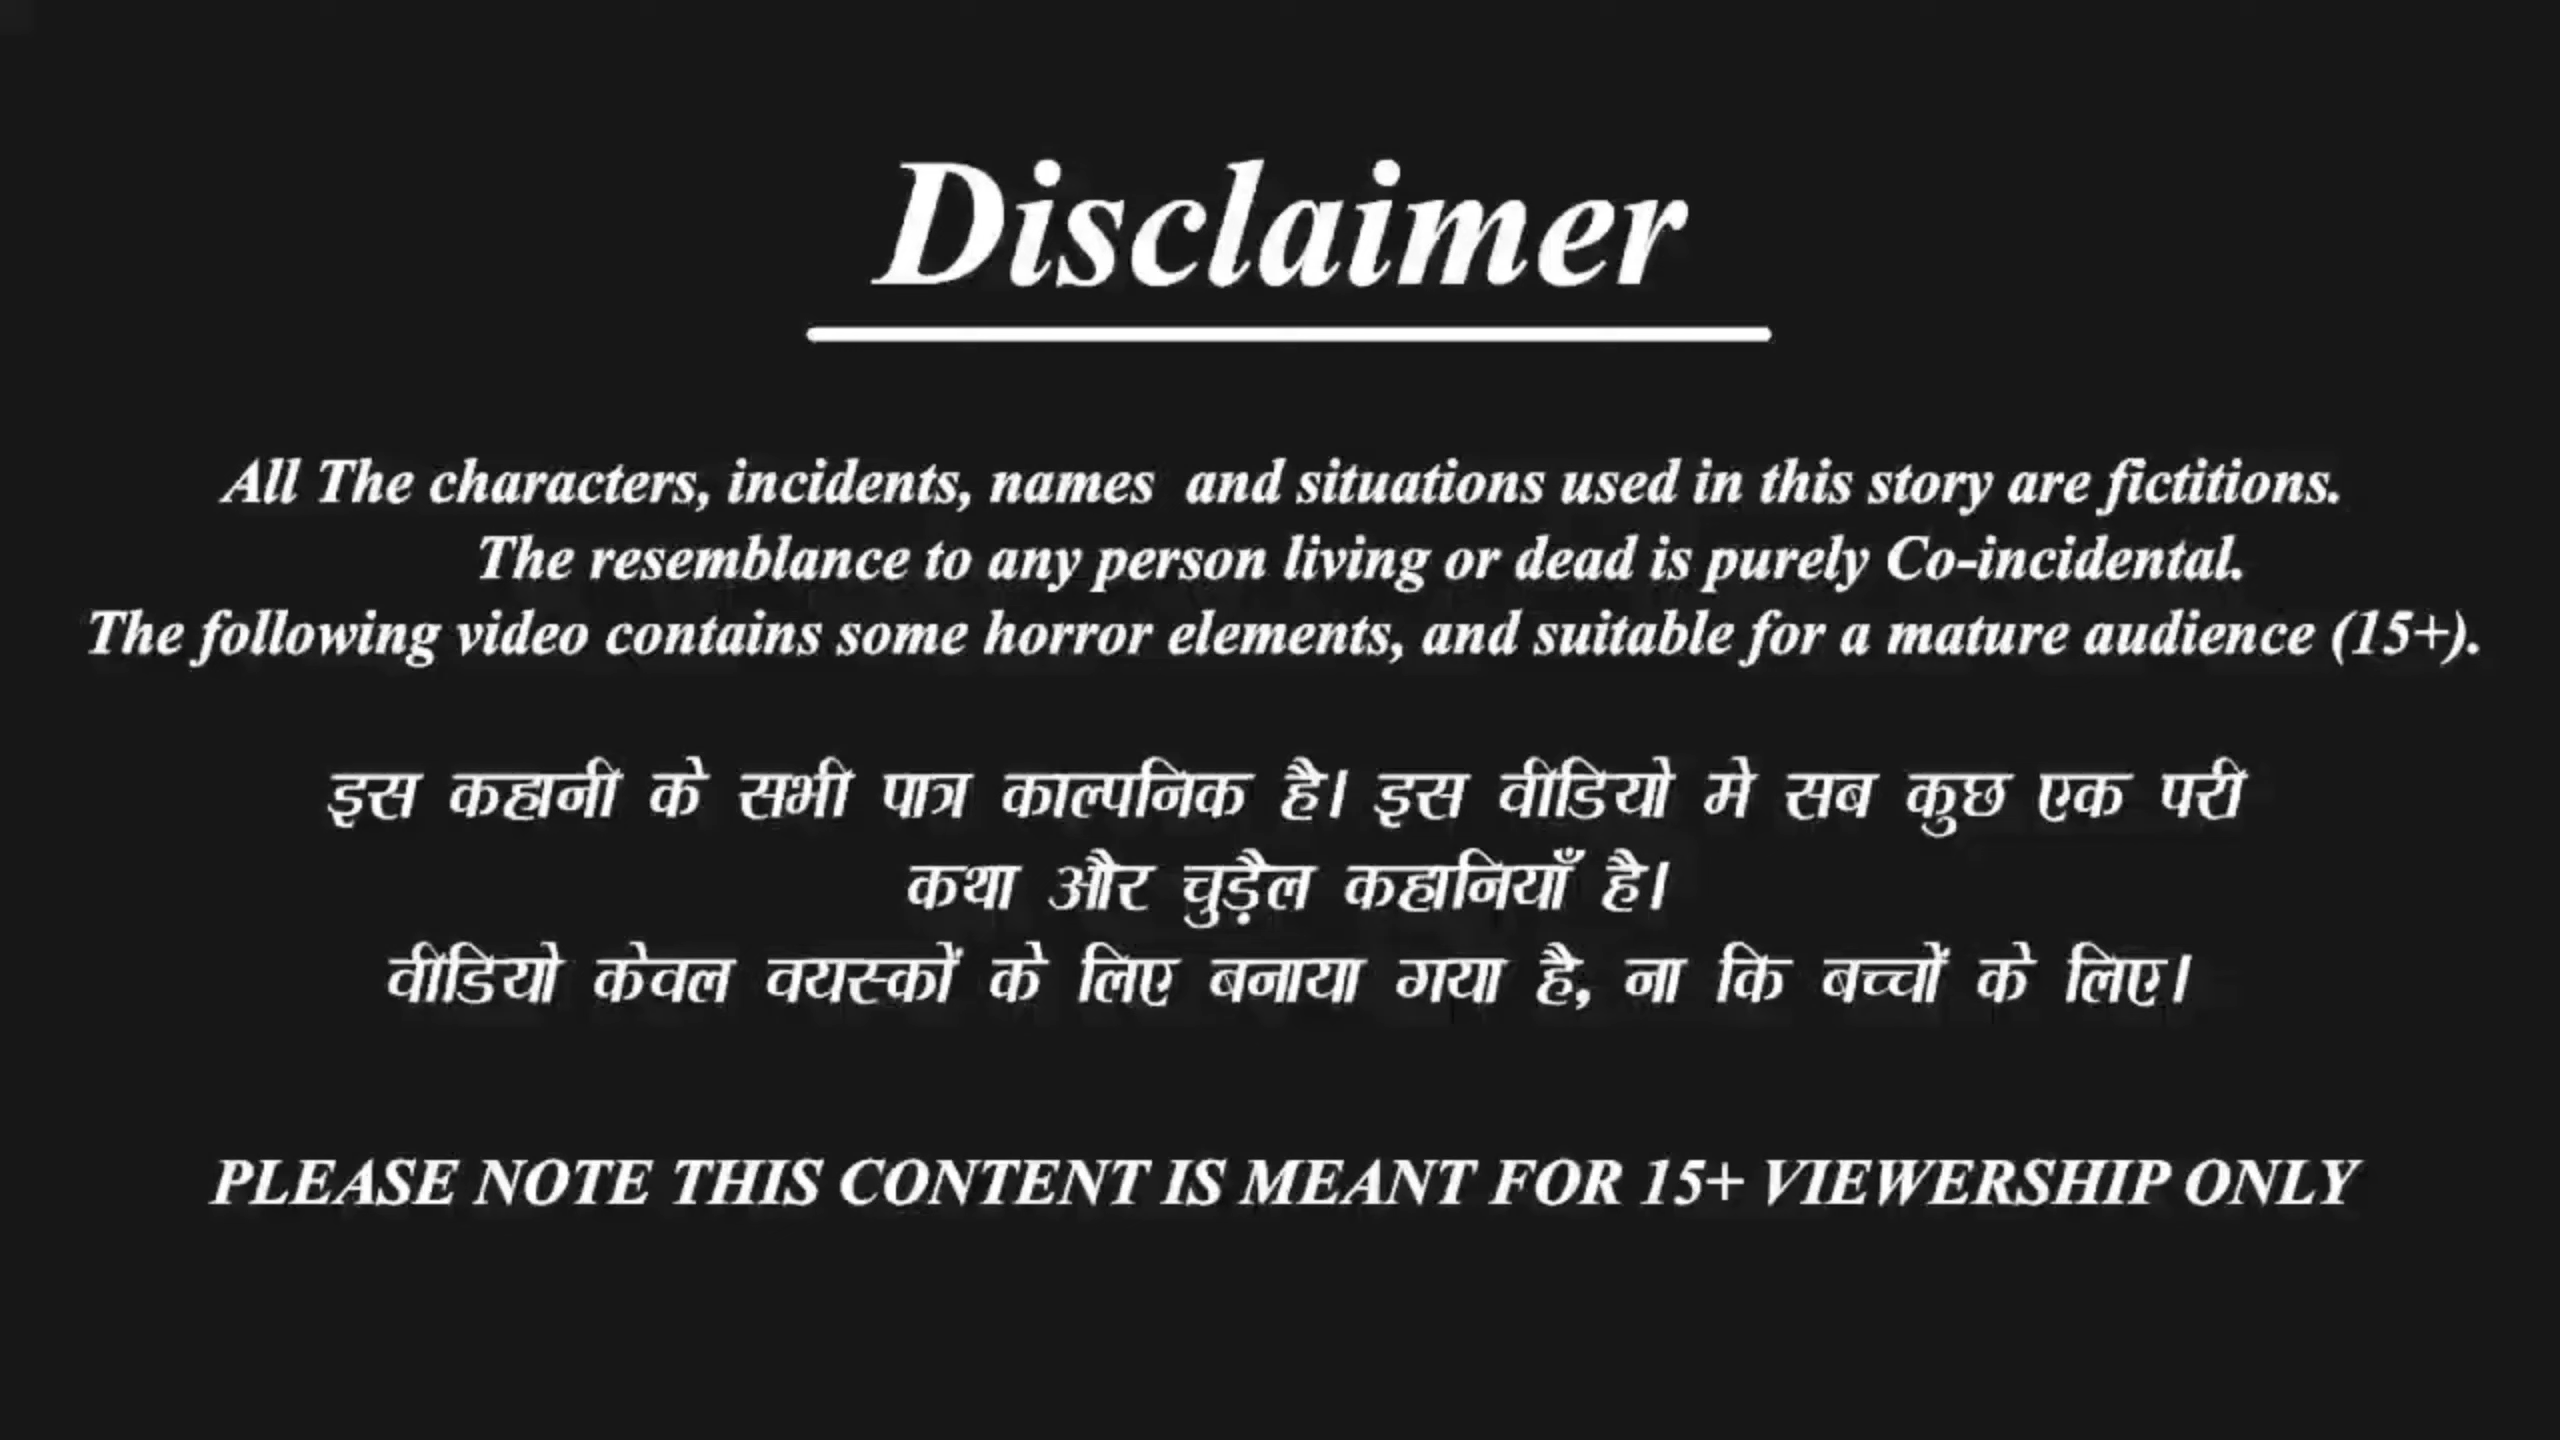 Disclaimer
All The characters, incidents, names and situations used in this story are fictitions.
The resemblance to any person living or dead is purely Co-incidental.
The following video contains some horror elements, and suitable for a mature audience (15+).
इस कहानी के सभी पात्र काल्पनिक है। इस वीडियो मे सब कुछ एक परी
कथा और चुड़ैल कहानियाँ है।
वीडियो केवल वयस्कों के लिए बनाया गया है, ना कि बच्चों के लिए।
PLEASE NOTE THIS CONTENT IS MEANT FOR 15+ VIEWERSHIP ONLY